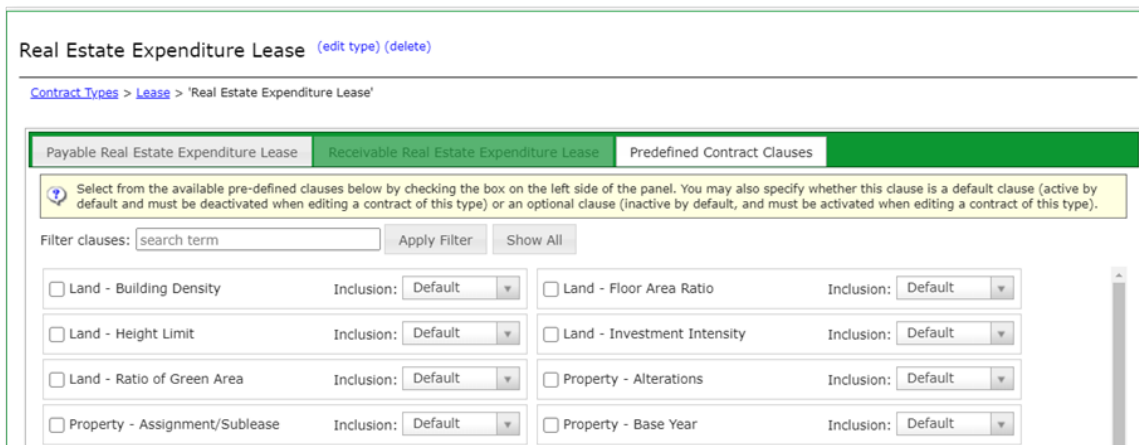 Real Estate Expenditure Lease (edit type) (delete)
Contract Types > Lease > 'Real Estate Expenditure Lease'
Payable Real Estate Expenditure Lease Receivable Real Estate Expenditure Lease Predefined Contract Clauses
Select from the available pre-defined clauses below by checking the box on the left side of the panel. You may also specify whether this clause is a default clause (active by
default and must be deactivated when editing a contract of this type) or an optional clause (inactive by default, and must be activated when editing a contract of this type).
Filter clauses: search term Apply Filter Show All
Land - Building Density Inclusion: Default Land - Floor Area Ratio Inclusion: Default
Land - Height Limit Inclusion: Default Land - Investment Intensity Inclusion: Default
Land - Ratio of Green Area Inclusion: Default Property - Alterations Inclusion: Default
Property - Assignment/Sublease Inclusion: Default Property - Base Year Inclusion: Default